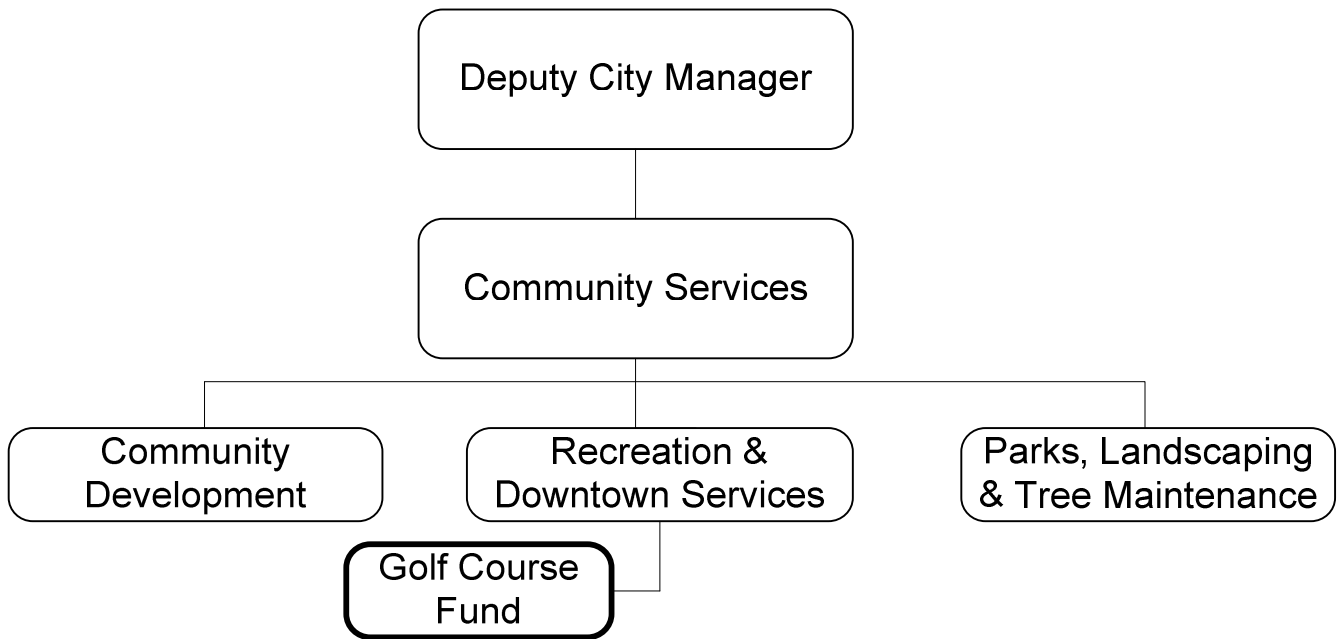 Deputy City Manager
Community Services
Community
Development
Recreation &
Downtown Services
Parks, Landscaping
& Tree Maintenance
Golf Course
Fund